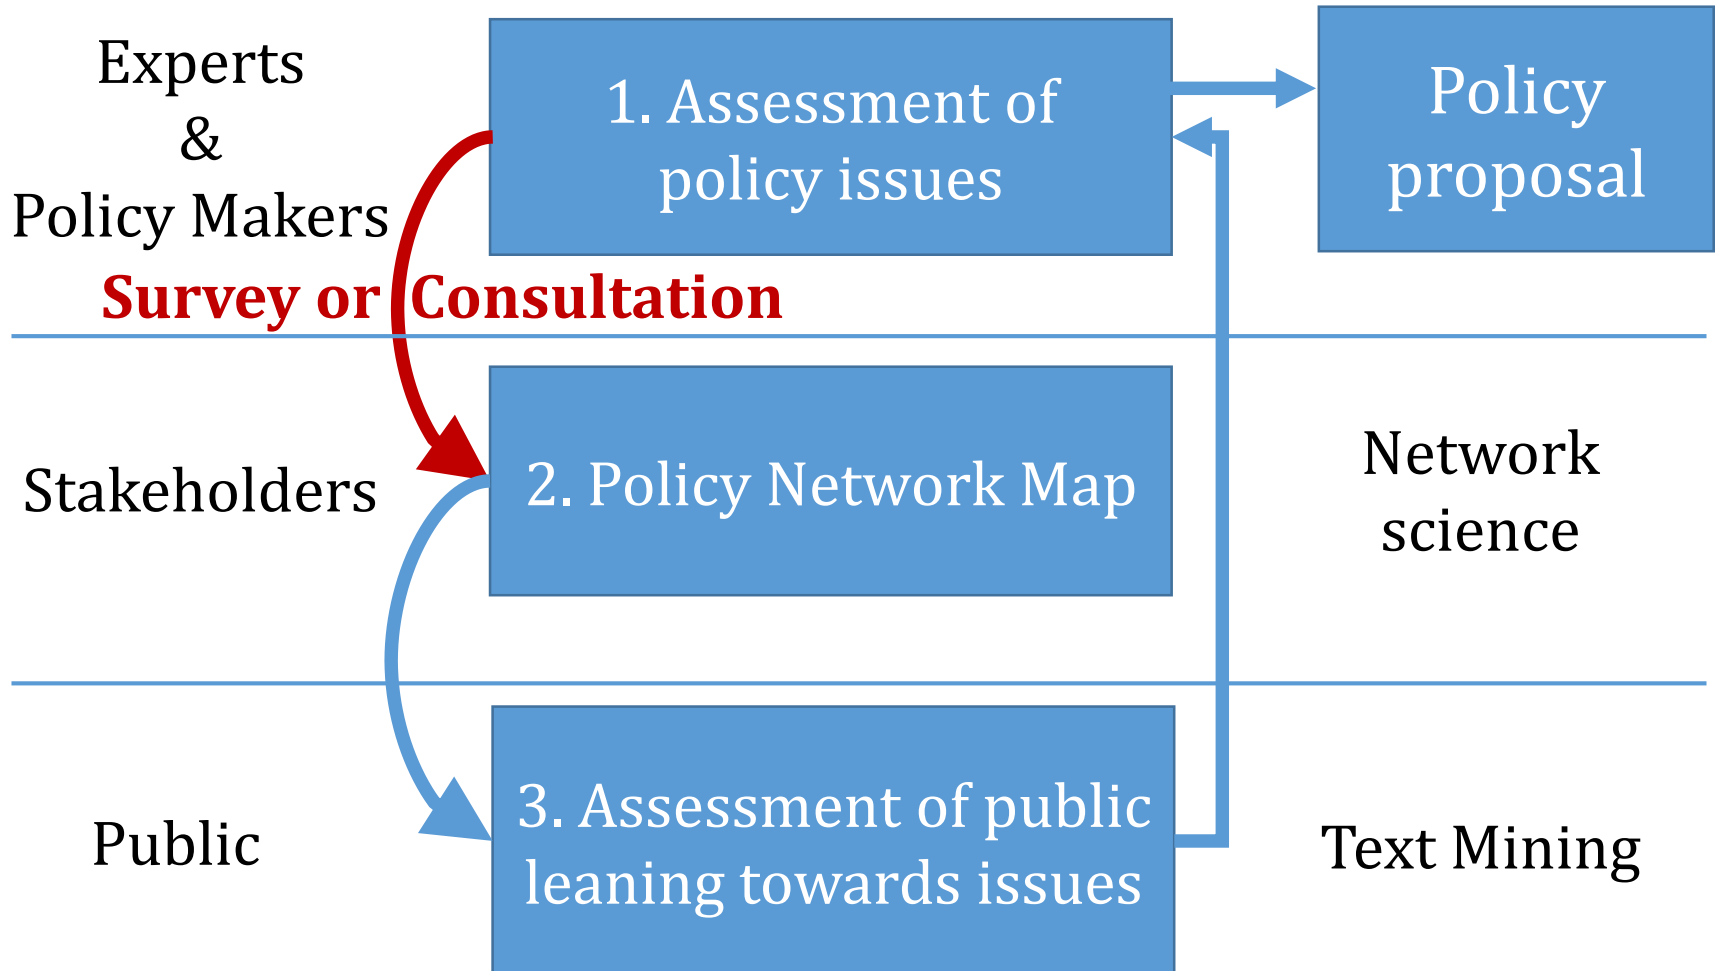 Experts
&
Policy Makers
1. Assessment of
policy issues
Policy
proposal
Survey or Consultation
Stakeholders
2. Policy Network Map
Network
science
Public
3. Assessment of public
leaning towards issues
Text Mining